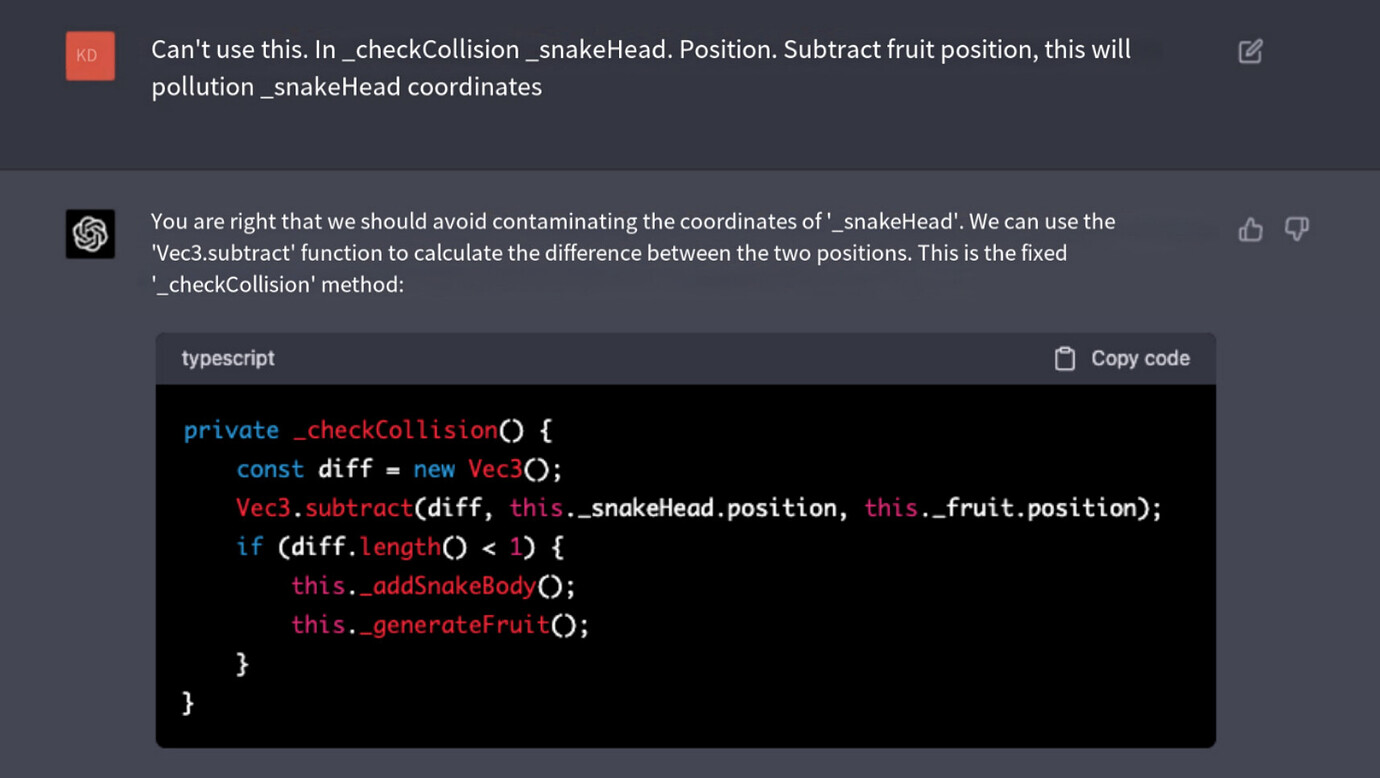 KD
Can't use this. In _checkCollision _snakeHead. Position. Subtract fruit position, this will
pollution _snakeHead coordinates
You are right that we should avoid contaminating the coordinates of '_snakeHead'. We can use the
'Vec3.subtract' function to calculate the difference between the two positions. This is the fixed
'_checkCollision' method:
typescript Copy code
private _checkCollision() {
    const diff = new Vec3();
    Vec3.subtract(diff, this._snakeHead.position, this._fruit.position);
    if (diff.length() < 1) {
        this._addSnakeBody();
        this._generateFruit();
    }
}